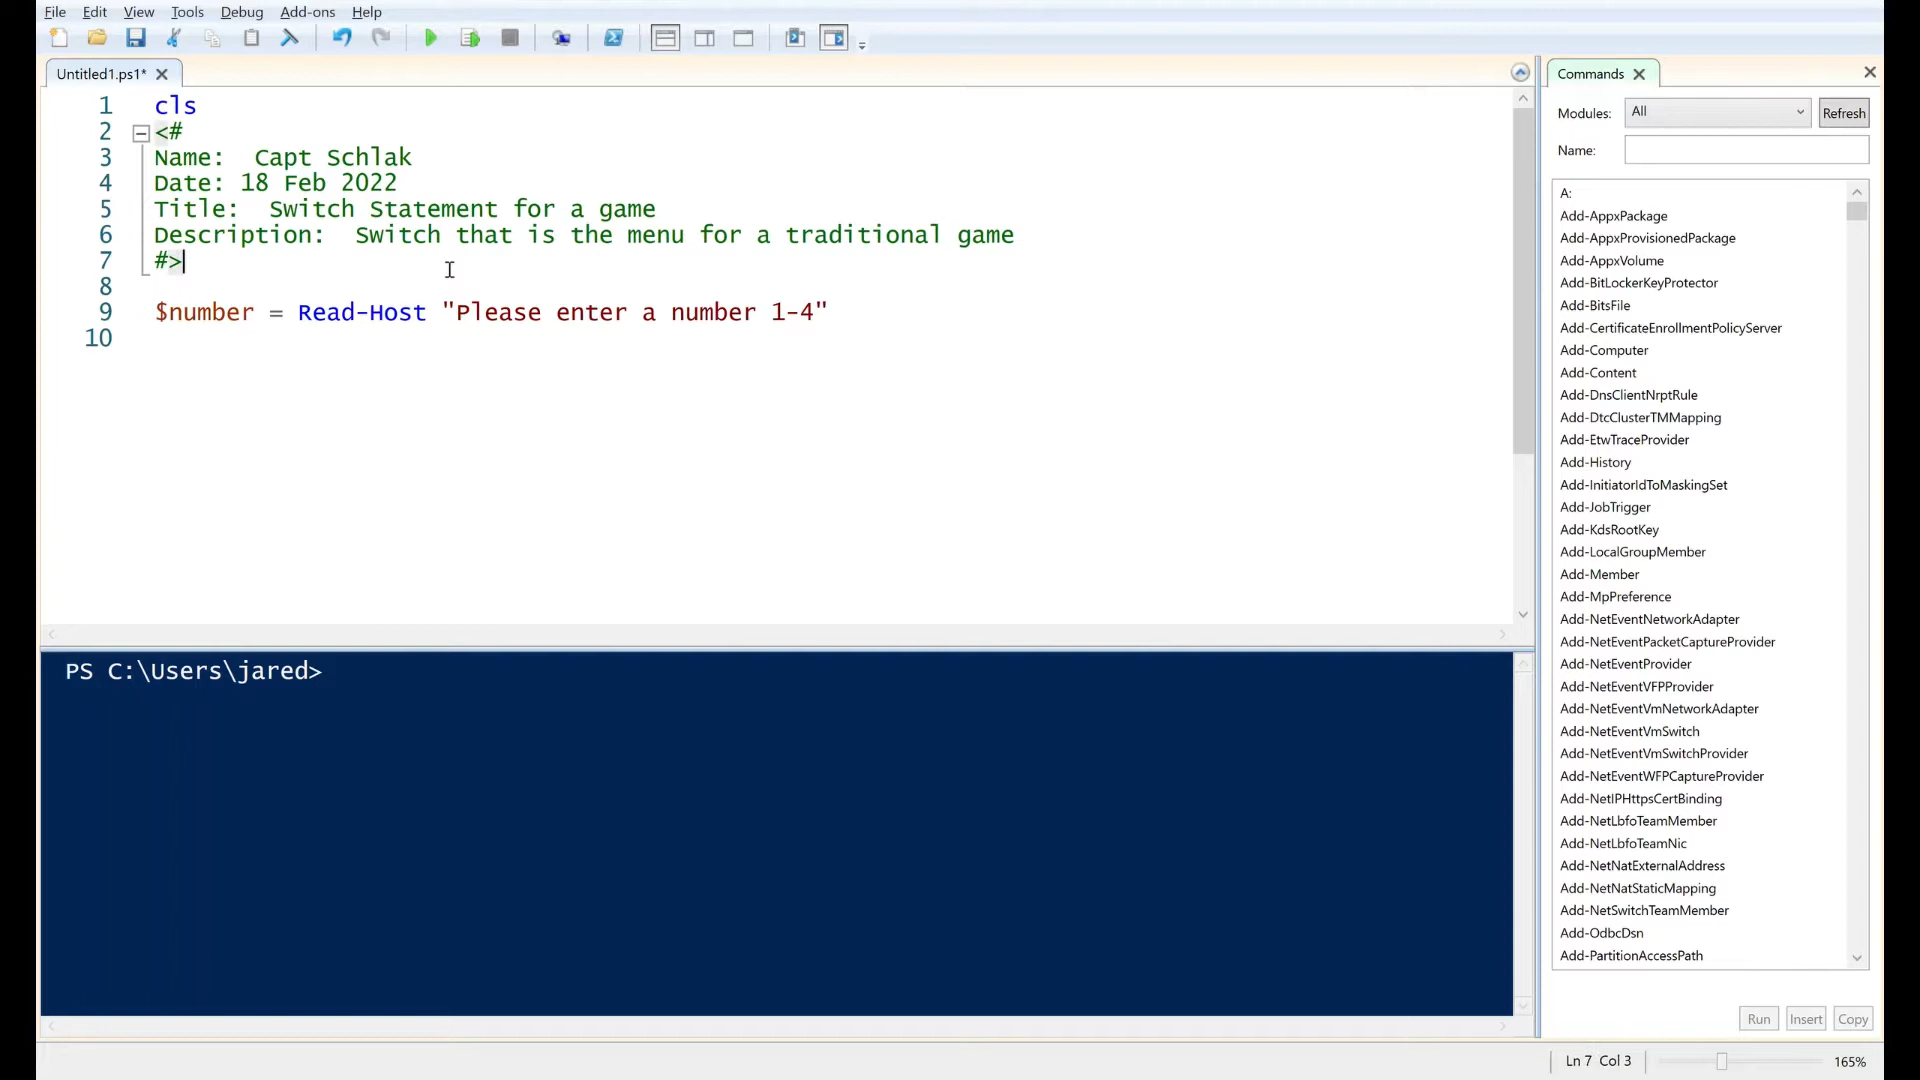 File Edit View Tools Debug Add-ons Help
Untitled1.ps1*
1 cls
2 <#
3 Name:  Capt Schlak
4 Date: 18 Feb 2022
5 Title:  Switch Statement for a game
6 Description:  Switch that is the menu for a traditional game
7 #>
8
9 $number = Read-Host "Please enter a number 1-4"
10
PS C:\Users\jared>
Commands
Modules: All Refresh
Name:
A:
Add-AppxPackage
Add-AppxProvisionedPackage
Add-AppxVolume
Add-BitLockerKeyProtector
Add-BitsFile
Add-CertificateEnrollmentPolicyServer
Add-Computer
Add-Content
Add-DnsClientNrptRule
Add-DtcClusterTMMapping
Add-EtwTraceProvider
Add-History
Add-InitiatorIdToMaskingSet
Add-JobTrigger
Add-KdsRootKey
Add-LocalGroupMember
Add-Member
Add-MpPreference
Add-NetEventNetworkAdapter
Add-NetEventPacketCaptureProvider
Add-NetEventProvider
Add-NetEventVFPProvider
Add-NetEventVmNetworkAdapter
Add-NetEventVmSwitch
Add-NetEventVmSwitchProvider
Add-NetEventWFPCaptureProvider
Add-NetIPHttpsCertBinding
Add-NetLbfoTeamMember
Add-NetLbfoTeamNic
Add-NetNatExternalAddress
Add-NetNatStaticMapping
Add-NetSwitchTeamMember
Add-OdbcDsn
Add-PartitionAccessPath
Run Insert Copy
Ln 7 Col 3 165%